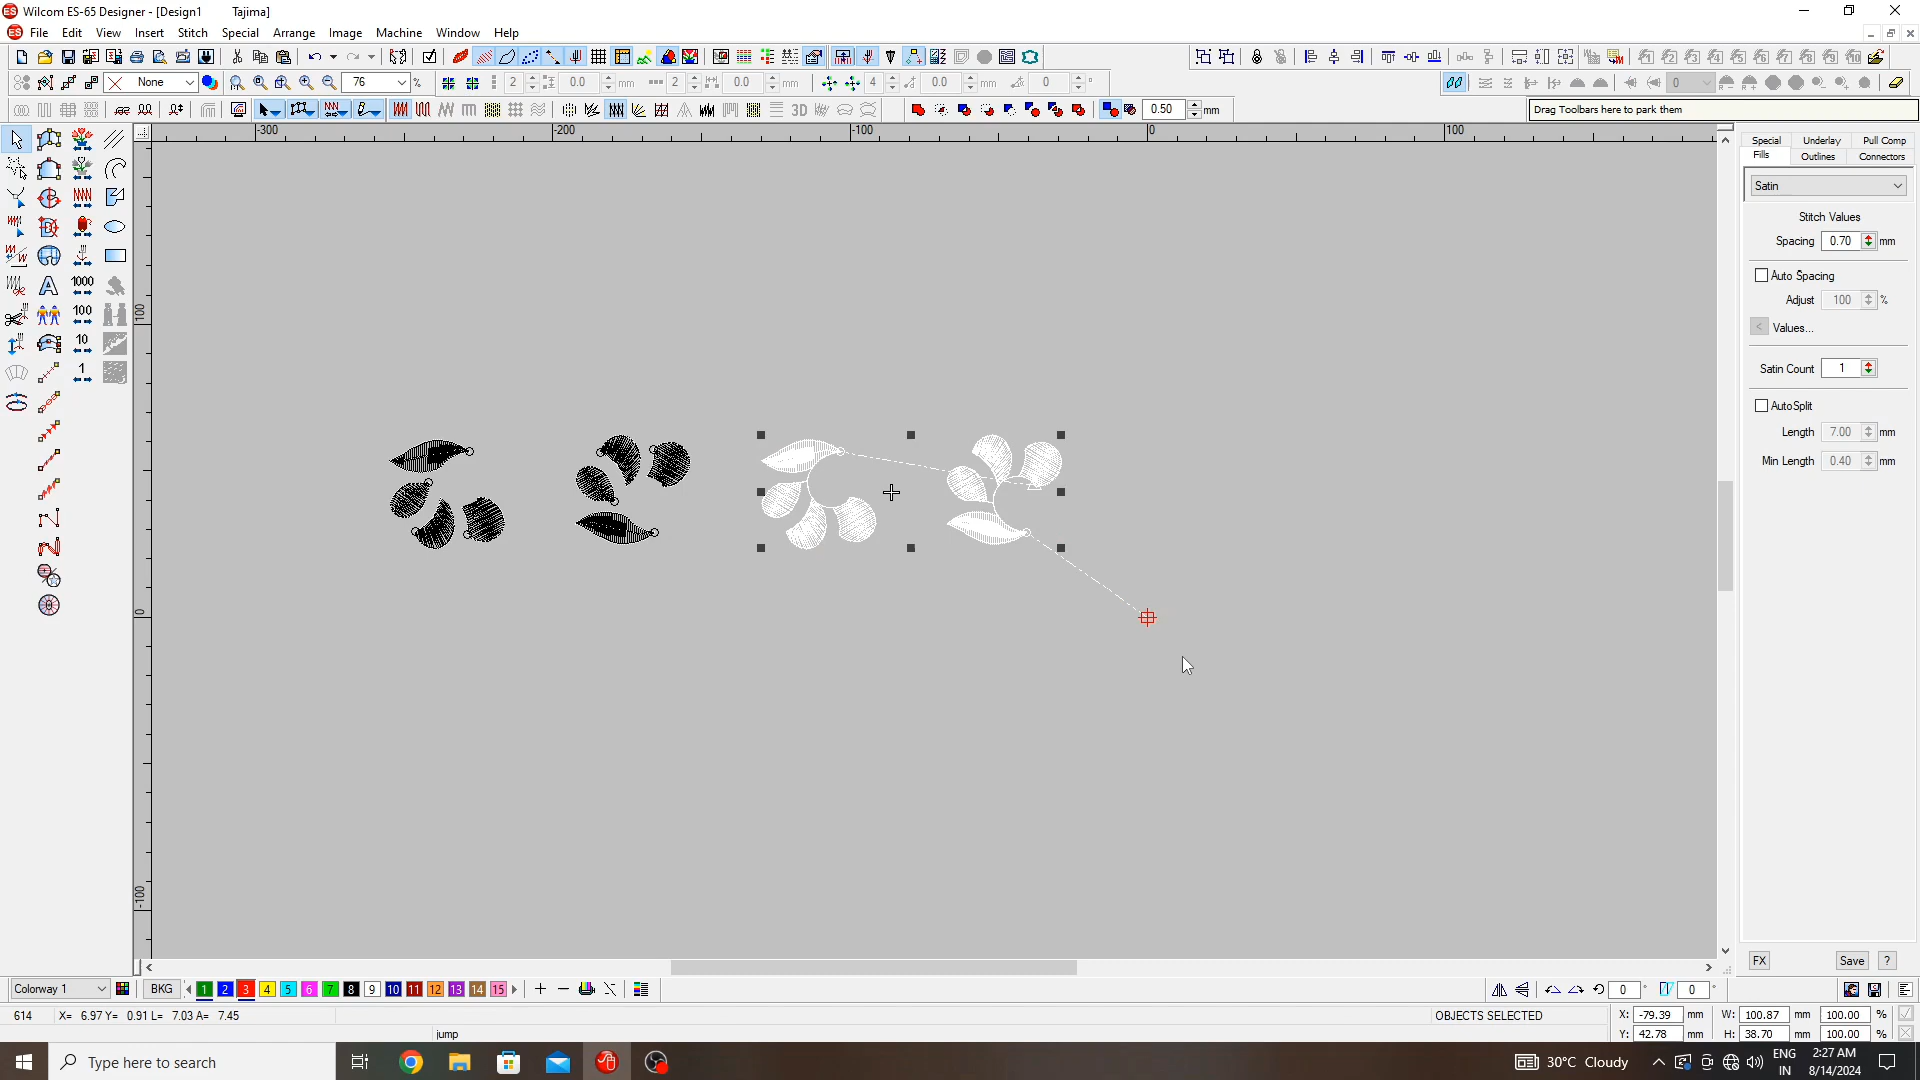 Wilcom ES-65 Designer - [Design1 Tajima]
File Edit View Insert Stitch Special Arrange Image Machine Window Help
None 76 % 2 0.0 mm 2 0.0 mm 4 0.0 mm 0 ° 0
0.50 mm Drag Toolbars here to park them
-300 -200 -100 0 100
Special Underlay Pull Comp
Fills Outlines Connectors
Satin
Stitch Values
Spacing 0.70 mm
Auto Spacing
Adjust 100 %
< Values...
Satin Count 1
Auto Split
Length 7.00 mm
Min Length 0.40 mm
1000
100
10
1
100
0
-100
FX Save ?
Colorway 1 BKG 1 2 3 4 5 6 7 8 9 10 11 12 13 14 15 0 ° 0 °
614 X= 6.97 Y= 0.91 L= 7.03 A= 7.45 OBJECTS SELECTED X: -79.39 mm W: 100.87 mm 100.00 %
jump Y: 42.78 mm H: 38.70 mm 100.00 %
Type here to search 30°C Cloudy ENG IN 2:27 AM 8/14/2024